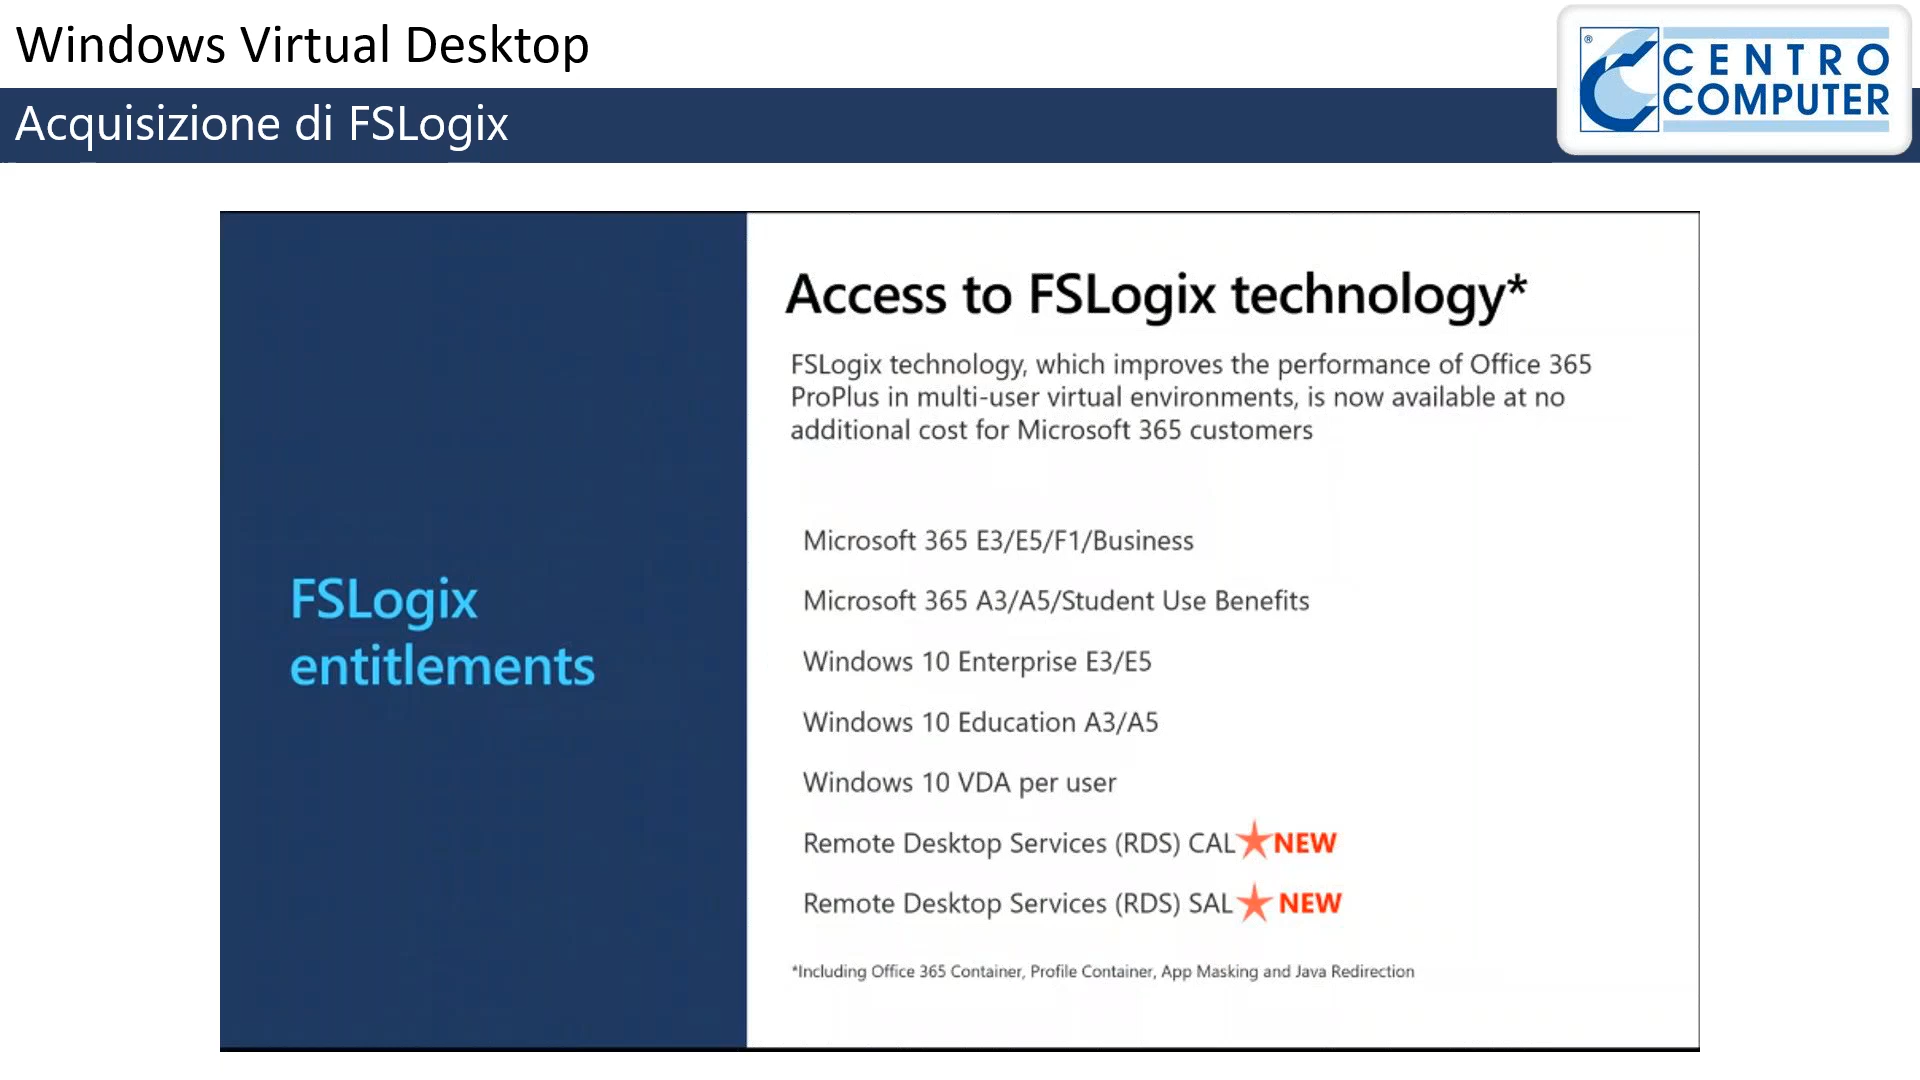 Windows Virtual Desktop
Acquisizione di FSLogix
®
CENTRO
COMPUTER
FSLogix
entitlements
Access to FSLogix technology*
FSLogix technology, which improves the performance of Office 365
ProPlus in multi-user virtual environments, is now available at no
additional cost for Microsoft 365 customers
Microsoft 365 E3/E5/F1/Business
Microsoft 365 A3/A5/Student Use Benefits
Windows 10 Enterprise E3/E5
Windows 10 Education A3/A5
Windows 10 VDA per user
Remote Desktop Services (RDS) CAL NEW
Remote Desktop Services (RDS) SAL NEW
*Including Office 365 Container, Profile Container, App Masking and Java Redirection